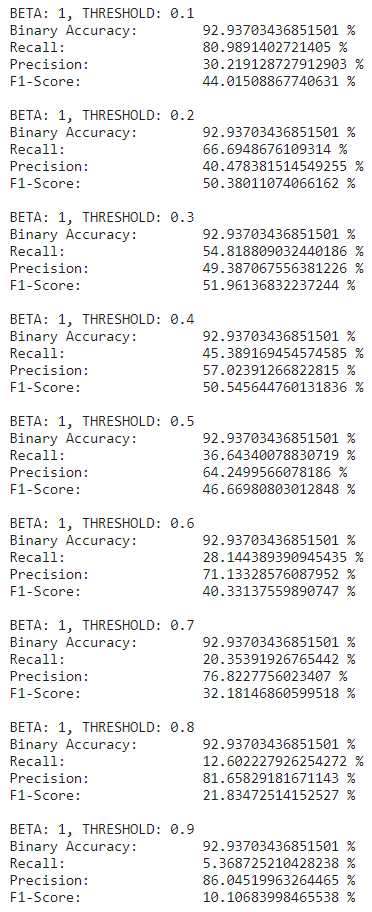 BETA: 1, THRESHOLD: 0.1
Binary Accuracy: 92.93703436851501 %
Recall: 80.9891402721405 %
Precision: 30.219128727912903 %
F1-Score: 44.01508867740631 %
BETA: 1, THRESHOLD: 0.2
Binary Accuracy: 92.93703436851501 %
Recall: 66.6948676109314 %
Precision: 40.478381514549255 %
F1-Score: 50.38011074066162 %
BETA: 1, THRESHOLD: 0.3
Binary Accuracy: 92.93703436851501 %
Recall: 54.818809032440186 %
Precision: 49.387067556381226 %
F1-Score: 51.96136832237244 %
BETA: 1, THRESHOLD: 0.4
Binary Accuracy: 92.93703436851501 %
Recall: 45.389169454574585 %
Precision: 57.02391266822815 %
F1-Score: 50.545644760131836 %
BETA: 1, THRESHOLD: 0.5
Binary Accuracy: 92.93703436851501 %
Recall: 36.64340078830719 %
Precision: 64.2499566078186 %
F1-Score: 46.66980803012848 %
BETA: 1, THRESHOLD: 0.6
Binary Accuracy: 92.93703436851501 %
Recall: 28.144389390945435 %
Precision: 71.13328576087952 %
F1-Score: 40.33137559890747 %
BETA: 1, THRESHOLD: 0.7
Binary Accuracy: 92.93703436851501 %
Recall: 20.35391926765442 %
Precision: 76.8227756023407 %
F1-Score: 32.18146860599518 %
BETA: 1, THRESHOLD: 0.8
Binary Accuracy: 92.93703436851501 %
Recall: 12.602227926254272 %
Precision: 81.65829181671143 %
F1-Score: 21.83472514152527 %
BETA: 1, THRESHOLD: 0.9
Binary Accuracy: 92.93703436851501 %
Recall: 5.368725210428238 %
Precision: 86.04519963264465 %
F1-Score: 10.10683998465538 %